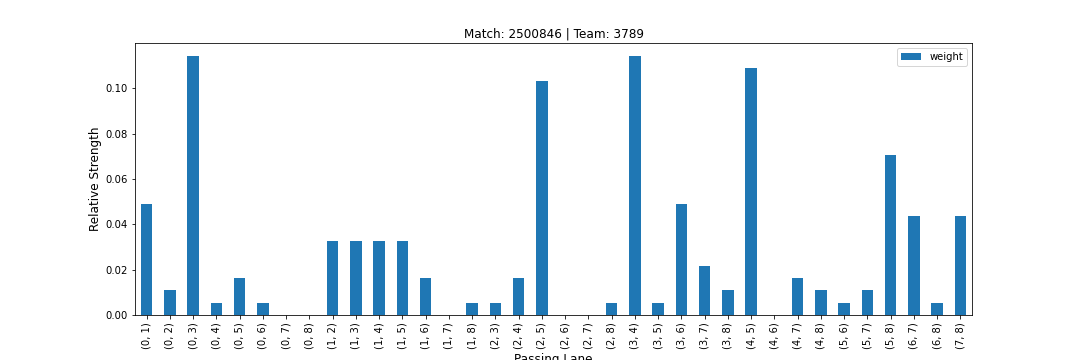 Match: 2500846 | Team: 3789
weight
Relative Strength
0.10
0.08
0.06
0.04
0.02
0.00
(0, 1) (0, 2) (0, 3) (0, 4) (0, 5) (0, 6) (0, 7) (0, 8) (1, 2) (1, 3) (1, 4) (1, 5) (1, 6) (1, 7) (1, 8) (2, 3) (2, 4) (2, 5) (2, 6) (2, 7) (2, 8) (3, 4) (3, 5) (3, 6) (3, 7) (3, 8) (4, 5) (4, 6) (4, 7) (4, 8) (5, 6) (5, 7) (5, 8) (6, 7) (6, 8) (7, 8)
Passing Lane